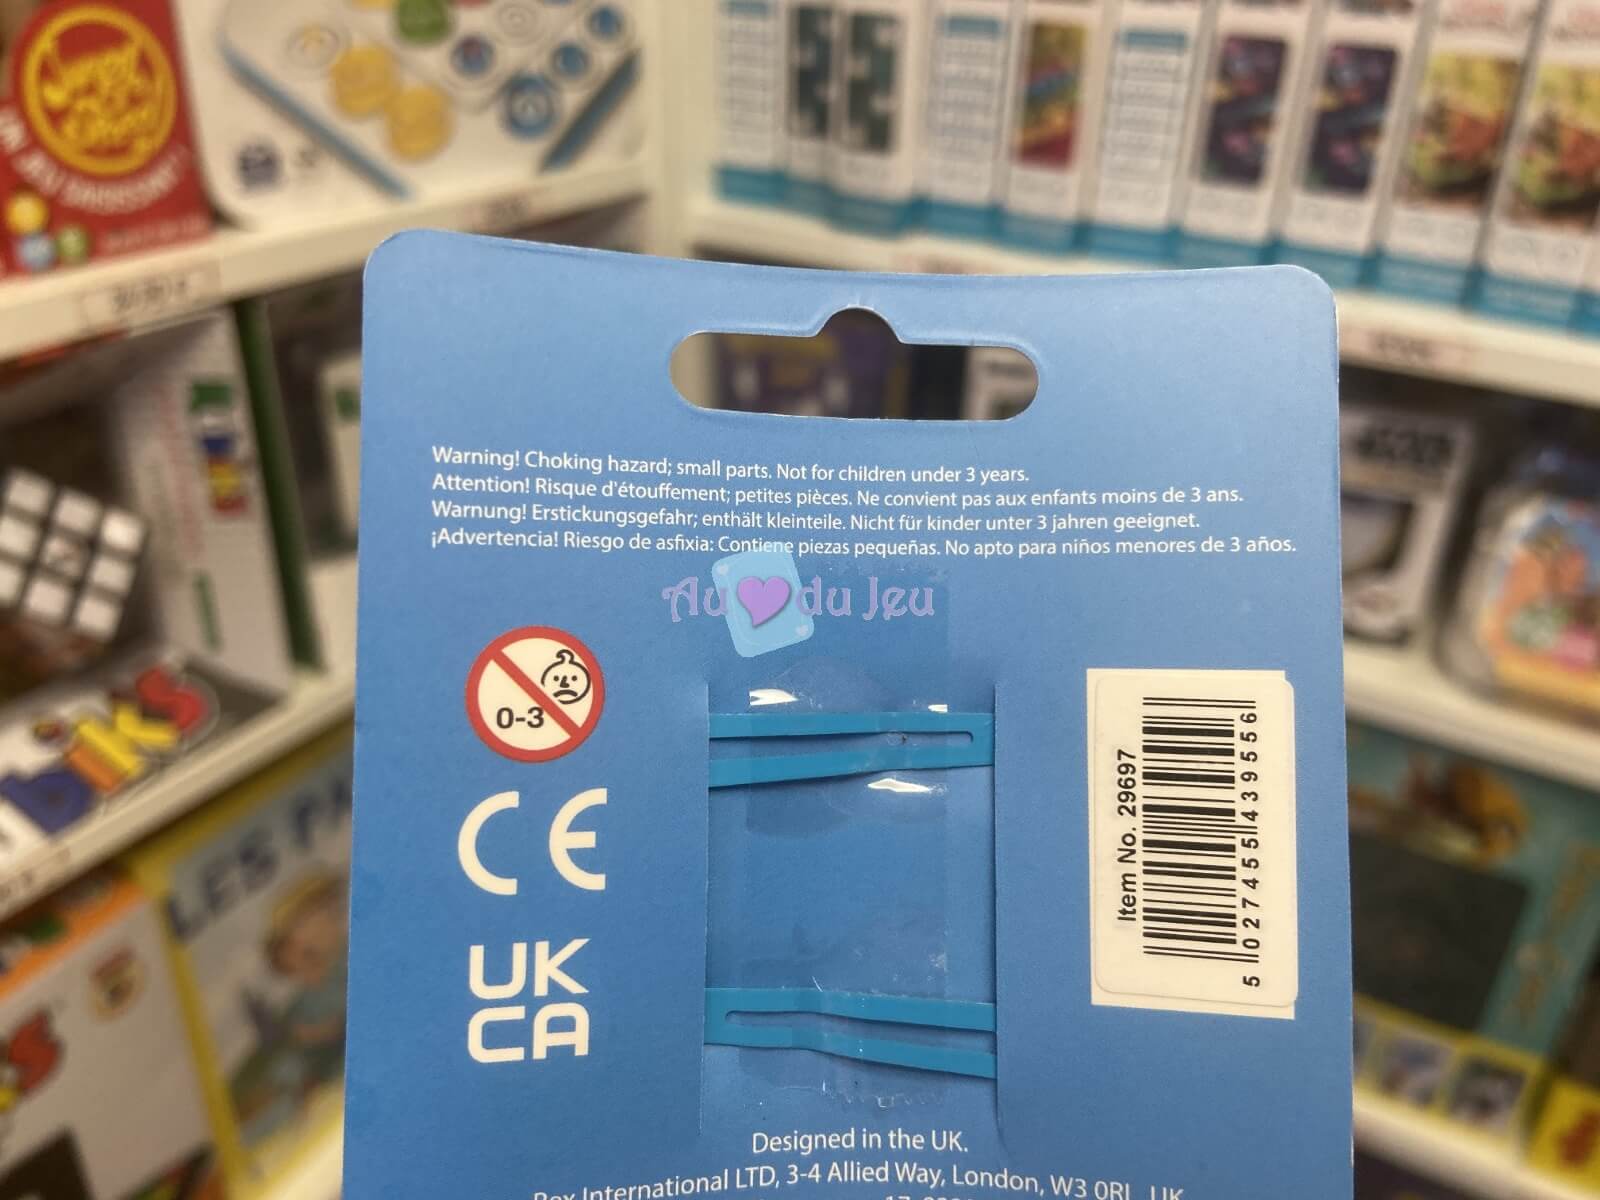 JUNGLE SPEED
LES P
Warning! Choking hazard; small parts. Not for children under 3 years.
Attention! Risque d'étouffement; petites pièces. Ne convient pas aux enfants moins de 3 ans.
Warnung! Erstickungsgefahr; enthält kleinteile. Nicht für kinder unter 3 jahren geeignet.
¡Advertencia! Riesgo de asfixia: Contiene piezas pequeñas. No apto para niños menores de 3 años.
Au du Jeu
0-3
CE
UK
CA
Item No. 29697
5 027455 439556
Designed in the UK.
Rex International LTD, 3-4 Allied Way, London, W3 0RL, UK